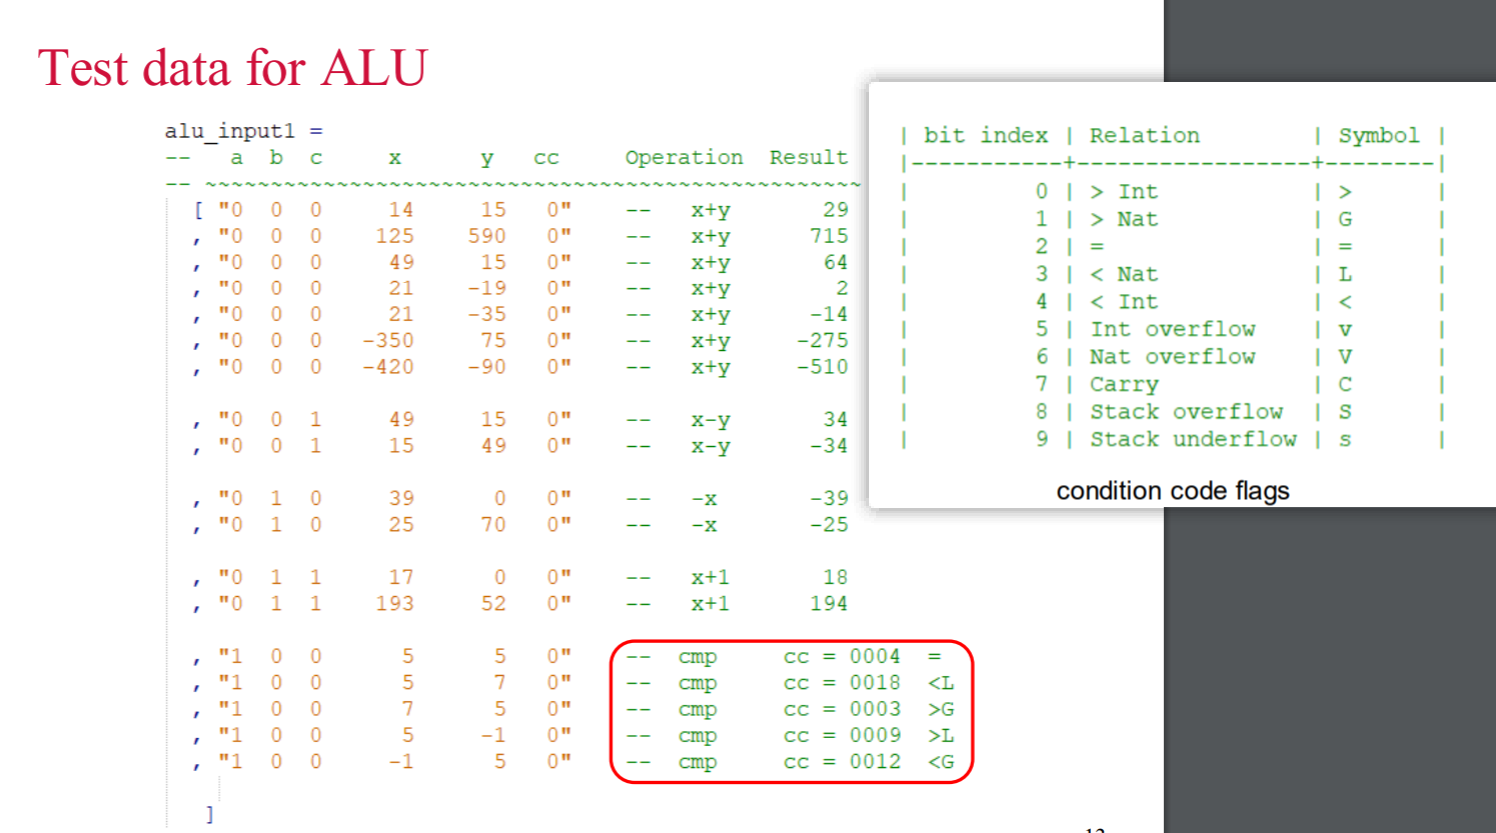 Test data for ALU
alu_input1 =
-- a b c x y cc Operation Result
-- ~~~~~~~~~~~~~~~~~~~~~~~~~~~~~~~~~~~~~~~~~~~~~~~~~~
[ "0 0 0 14 15 0" -- x+y 29
, "0 0 0 125 590 0" -- x+y 715
, "0 0 0 49 15 0" -- x+y 64
, "0 0 0 21 -19 0" -- x+y 2
, "0 0 0 21 -35 0" -- x+y -14
, "0 0 0 -350 75 0" -- x+y -275
, "0 0 0 -420 -90 0" -- x+y -510
, "0 0 1 49 15 0" -- x-y 34
, "0 0 1 15 49 0" -- x-y -34
, "0 1 0 39 0 0" -- -x -39
, "0 1 0 25 70 0" -- -x -25
, "0 1 1 17 0 0" -- x+1 18
, "0 1 1 193 52 0" -- x+1 194
, "1 0 0 5 5 0" -- cmp cc = 0004 =
, "1 0 0 5 7 0" -- cmp cc = 0018 <L
, "1 0 0 7 5 0" -- cmp cc = 0003 >G
, "1 0 0 5 -1 0" -- cmp cc = 0009 >L
, "1 0 0 -1 5 0" -- cmp cc = 0012 <G
]
| bit index | Relation | Symbol |
|-----------+-----------------+--------|
| 0 | > Int | > |
| 1 | > Nat | G |
| 2 | = | = |
| 3 | < Nat | L |
| 4 | < Int | < |
| 5 | Int overflow | v |
| 6 | Nat overflow | V |
| 7 | Carry | C |
| 8 | Stack overflow | S |
| 9 | Stack underflow | s |
condition code flags